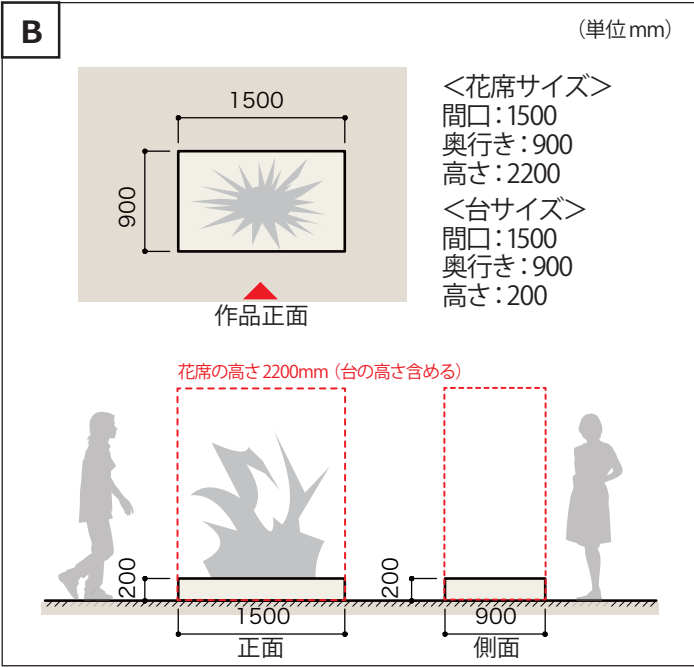 B
（単位mm）
1500
900
作品正面
＜花席サイズ＞
間口：1500
奥行き：900
高さ：2200
＜台サイズ＞
間口：1500
奥行き：900
高さ：200
花席の高さ2200mm（台の高さ含める）
200
1500
正面
200
900
側面